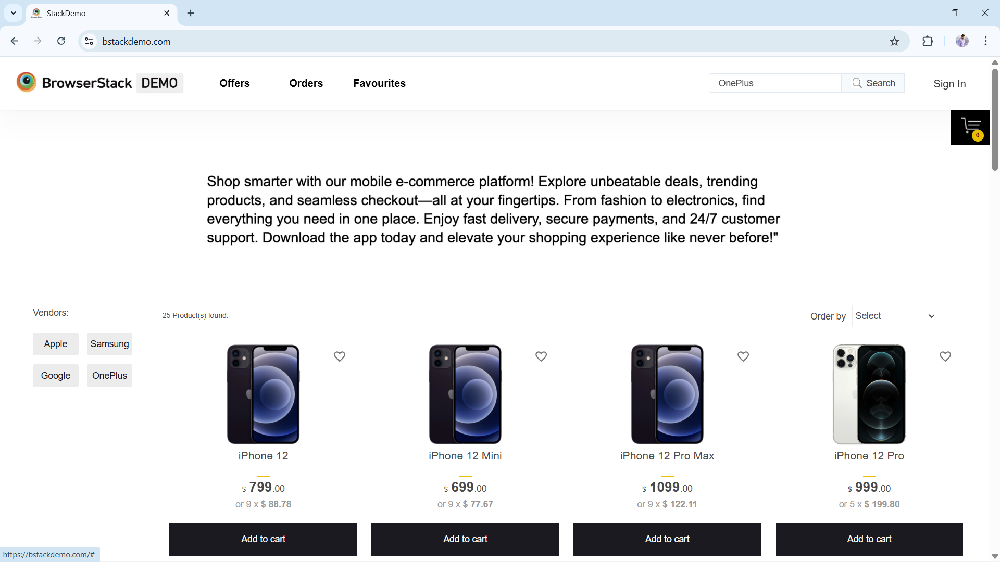 StackDemo
bstackdemo.com
BrowserStack DEMO
Offers
Orders
Favourites
OnePlus
Search
Sign In
0
Shop smarter with our mobile e-commerce platform! Explore unbeatable deals, trending
products, and seamless checkout—all at your fingertips. From fashion to electronics, find
everything you need in one place. Enjoy fast delivery, secure payments, and 24/7 customer
support. Download the app today and elevate your shopping experience like never before!"
Vendors:
Apple
Samsung
Google
OnePlus
25 Product(s) found.
Order by
Select
iPhone 12
$ 799.00
or 9 x $ 88.78
Add to cart
iPhone 12 Mini
$ 699.00
or 9 x $ 77.67
Add to cart
iPhone 12 Pro Max
$ 1099.00
or 9 x $ 122.11
Add to cart
iPhone 12 Pro
$ 999.00
or 5 x $ 199.80
Add to cart
https://bstackdemo.com/#